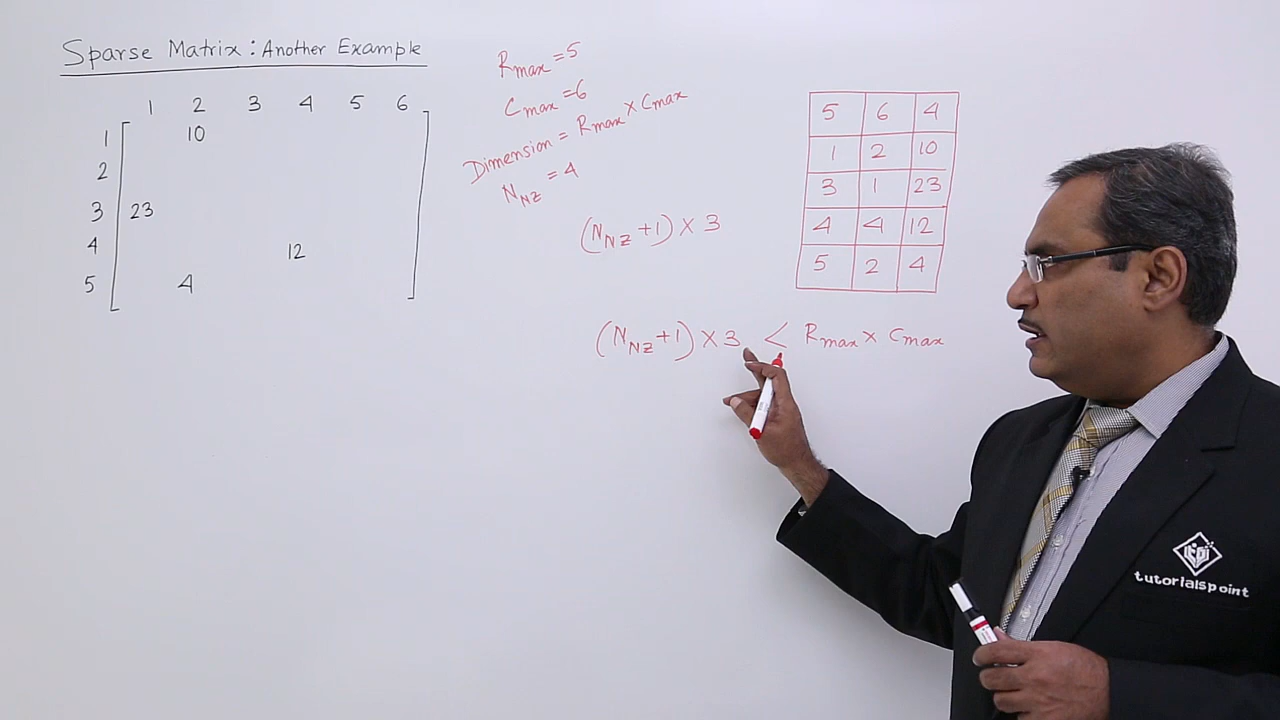 Sparse Matrix : Another Example
1 2 3 4 5 6
1 10
2
3 23
4 12
5 4
Rmax = 5
Cmax = 6
Dimension = Rmax × Cmax
NNZ = 4
(NNZ + 1) × 3
5 6 4
1 2 10
3 1 23
4 4 12
5 2 4
(NNZ + 1) × 3 < Rmax × Cmax
tutorialspoint